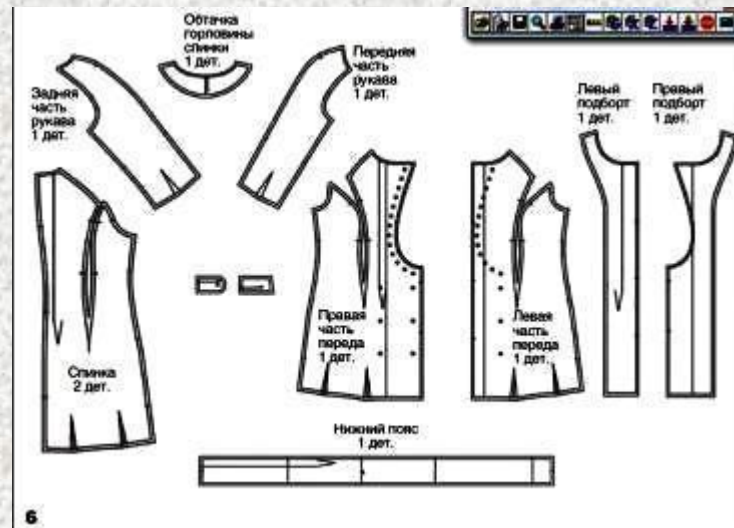 Обтачка
горловины
спинки
1 дет.
Передняя
часть
рукава
1 дет.
Задняя
часть
рукава
1 дет.
Левый
подборт
1 дет.
Правый
подборт
1 дет.
Спинка
2 дет.
Правая
часть
переда
1 дет.
Левая
часть
переда
1 дет.
Нижний пояс
1 дет.
6